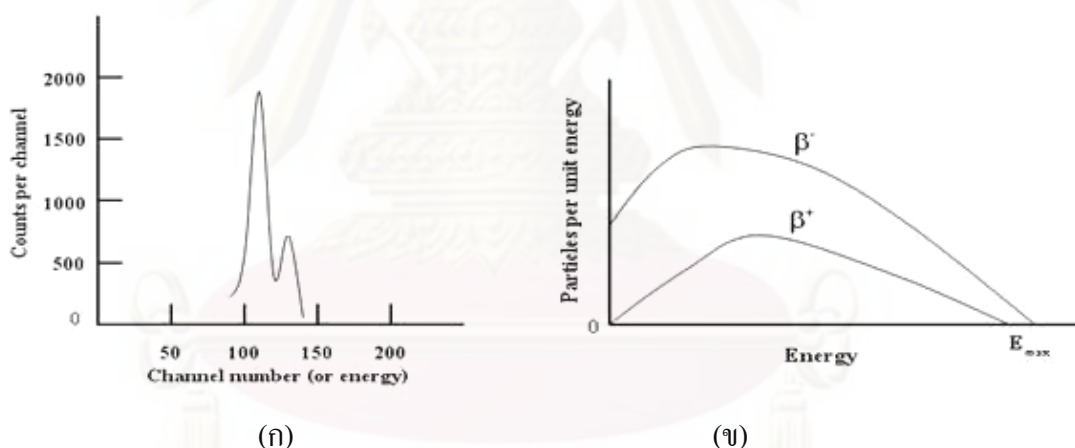 2000
1500
1000
500
0
Counts per channel
50 100 150 200
Channel number (or energy)
(ก)
Particles per unit energy
β-
β+
0
Energy
E max
(ข)